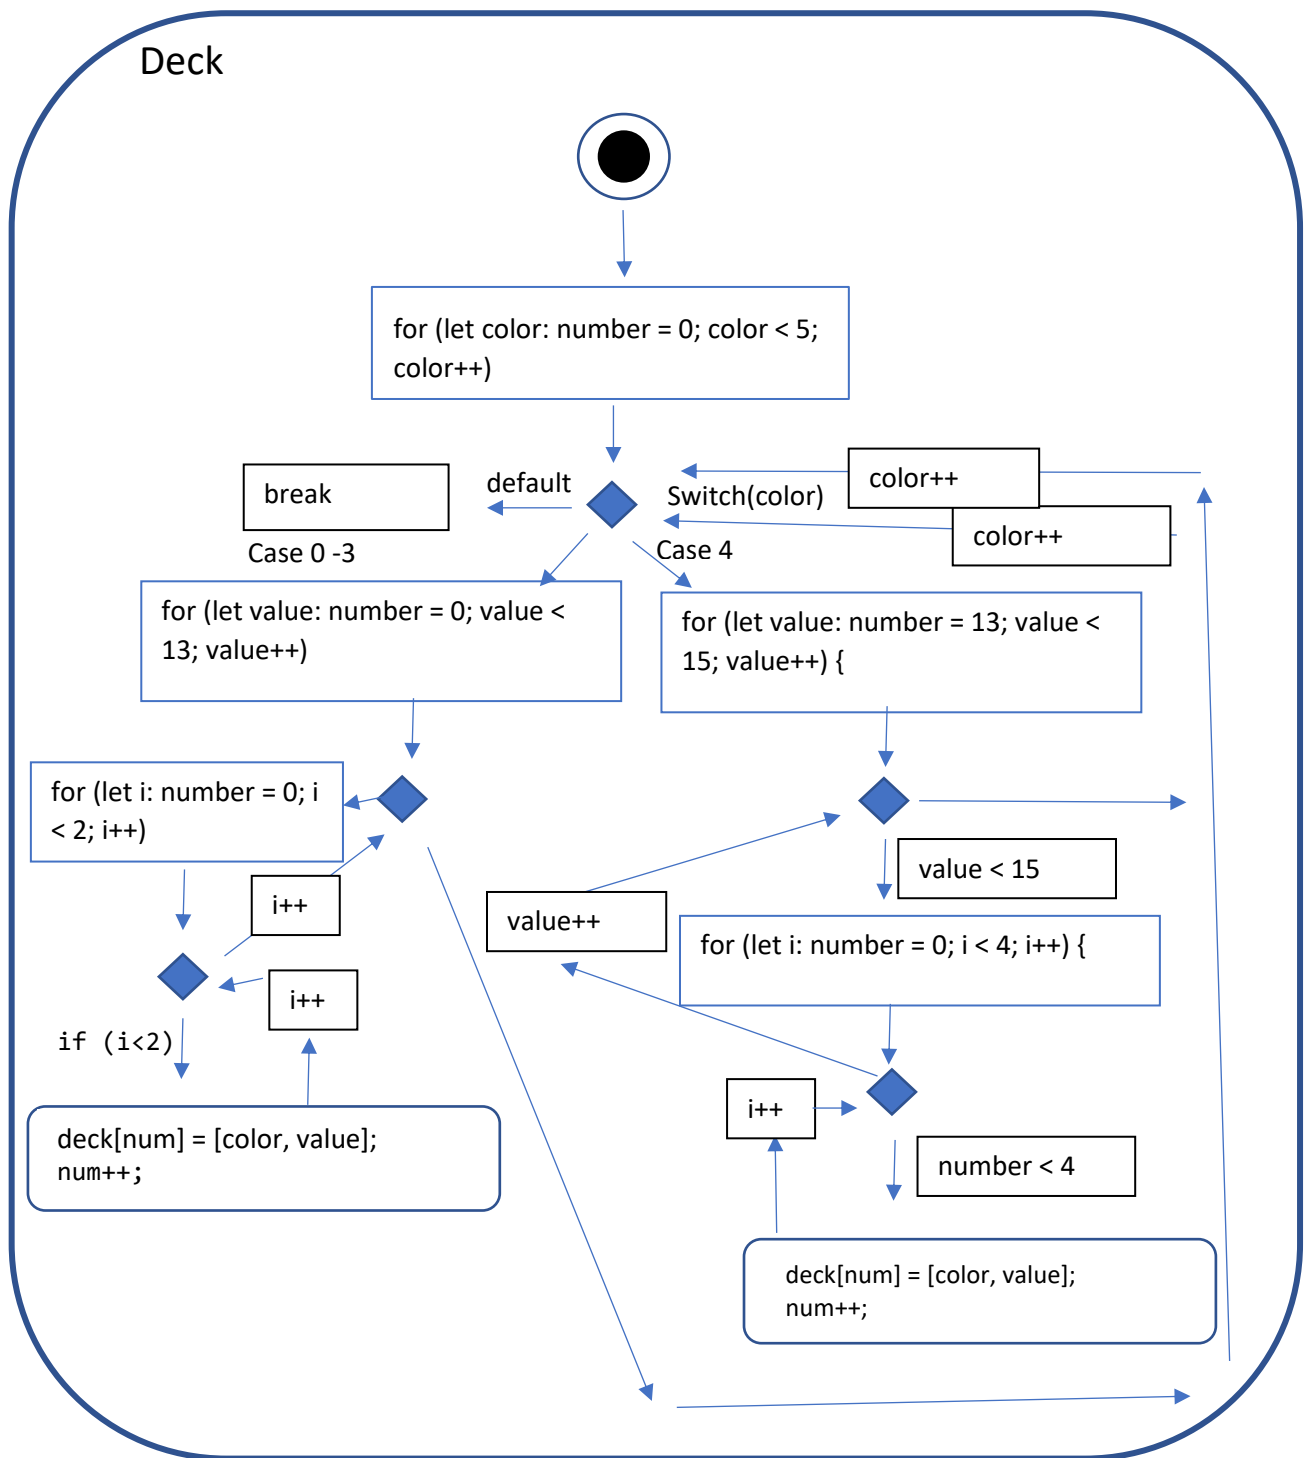 Deck
for (let color: number = 0; color < 5;
color++)
break
default
Switch(color)
color++
color++
Case 0 -3
Case 4
for (let value: number = 0; value <
13; value++)
for (let value: number = 13; value <
15; value++) {
for (let i: number = 0; i
< 2; i++)
value < 15
i++
value++
for (let i: number = 0; i < 4; i++) {
i++
if (i<2)
i++
number < 4
deck[num] = [color, value];
num++;
deck[num] = [color, value];
num++;